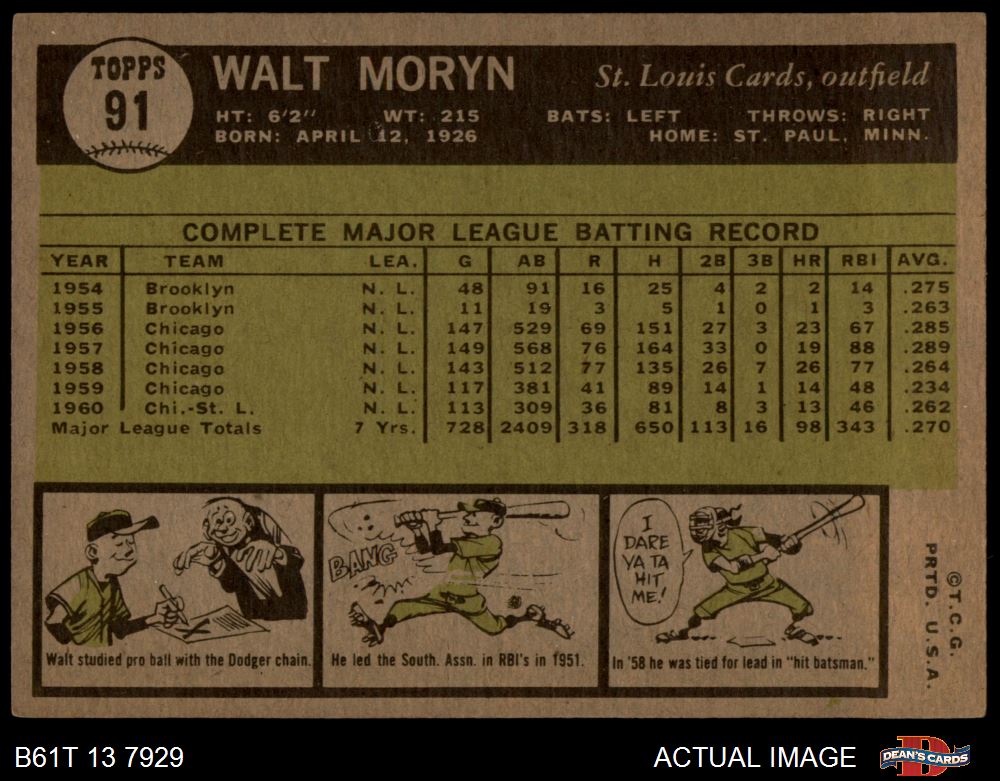 TOPPS
91
WALT MORYN St. Louis Cards, outfield
HT: 6'2" WT: 215 BATS: LEFT THROWS: RIGHT
BORN: APRIL 12, 1926 HOME: ST. PAUL, MINN.
COMPLETE MAJOR LEAGUE BATTING RECORD
YEAR TEAM LEA. G AB R H 2B 3B HR RBI AVG.
1954 Brooklyn N. L. 48 91 16 25 4 2 2 14 .275
1955 Brooklyn N. L. 11 19 3 5 1 0 1 3 .263
1956 Chicago N. L. 147 529 69 151 27 3 23 67 .285
1957 Chicago N. L. 149 568 76 164 33 0 19 88 .289
1958 Chicago N. L. 143 512 77 135 26 7 26 77 .264
1959 Chicago N. L. 117 381 41 89 14 1 14 48 .234
1960 Chi.-St. L. N. L. 113 309 36 81 8 3 13 46 .262
Major League Totals 7 Yrs. 728 2409 318 650 113 16 98 343 .270
X
Walt studied pro ball with the Dodger chain.
BANG
He led the South. Assn. in RBI's in 1951.
I
DARE
YA TA
HIT
ME!
In '58 he was tied for lead in "hit batsman."
©T.C.G.
PRTD. U.S.A.
B61T 13 7929 ACTUAL IMAGE
DEAN'S CARDS